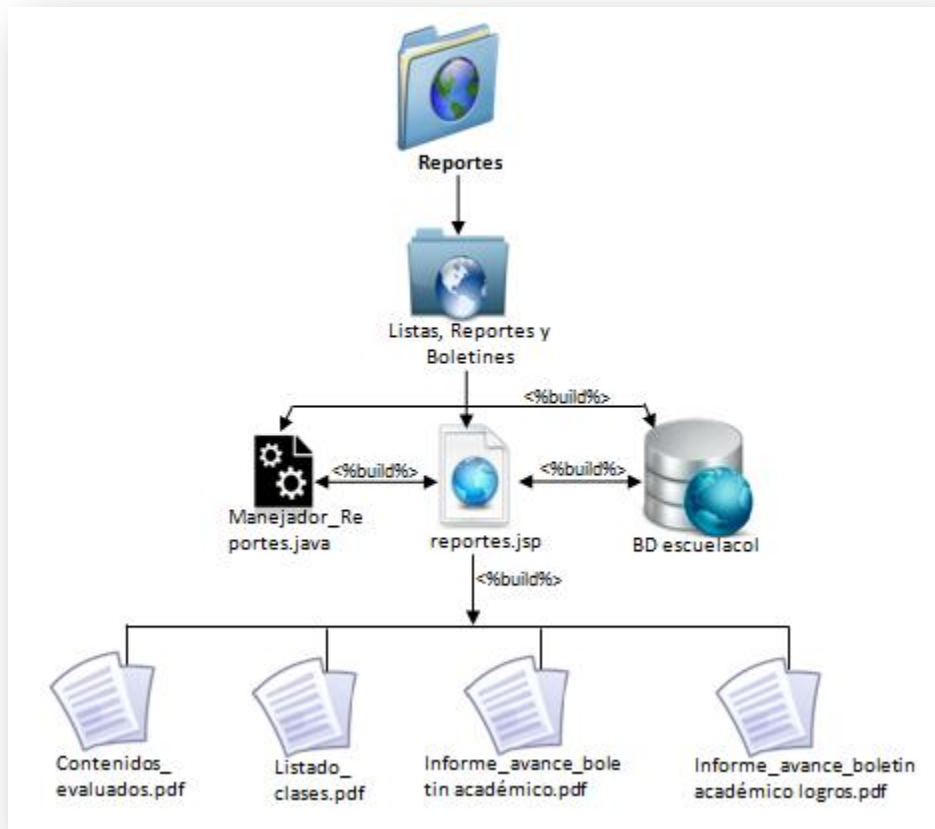 Reportes
Listas, Reportes y
Boletines
<%build%>
<%build%>
<%build%>
Manejador_Re
portes.java
reportes.jsp
BD escuelacol
<%build%>
Contenidos_
evaluados.pdf
Listado_
clases.pdf
Informe_avance_bole
tin académico.pdf
Informe_avance_boletin
académico logros.pdf